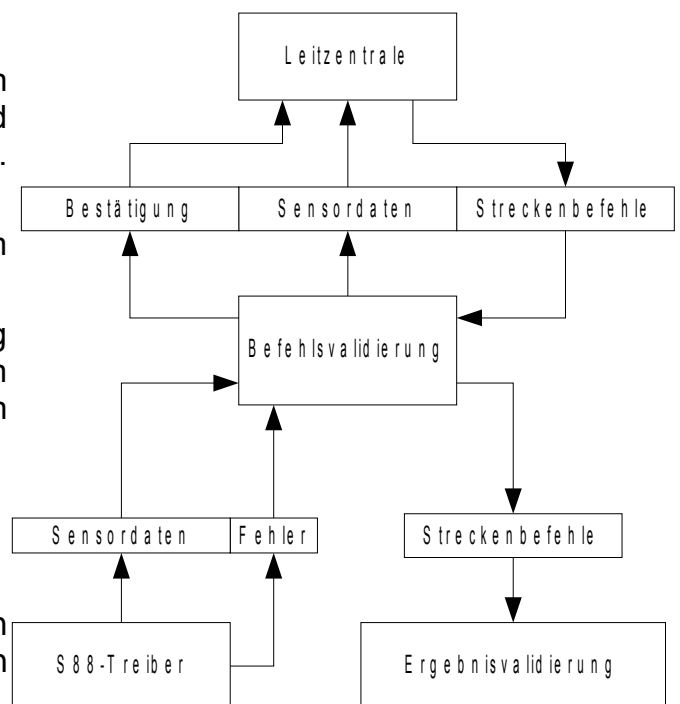 Leitzentrale
n
d
.
Bestätigung Sensordaten Streckenbefehle
n
g
Befehlsvalidierung
n
n
Sensordaten Fehler Streckenbefehle
n
n
S88-Treiber Ergebnisvalidierung